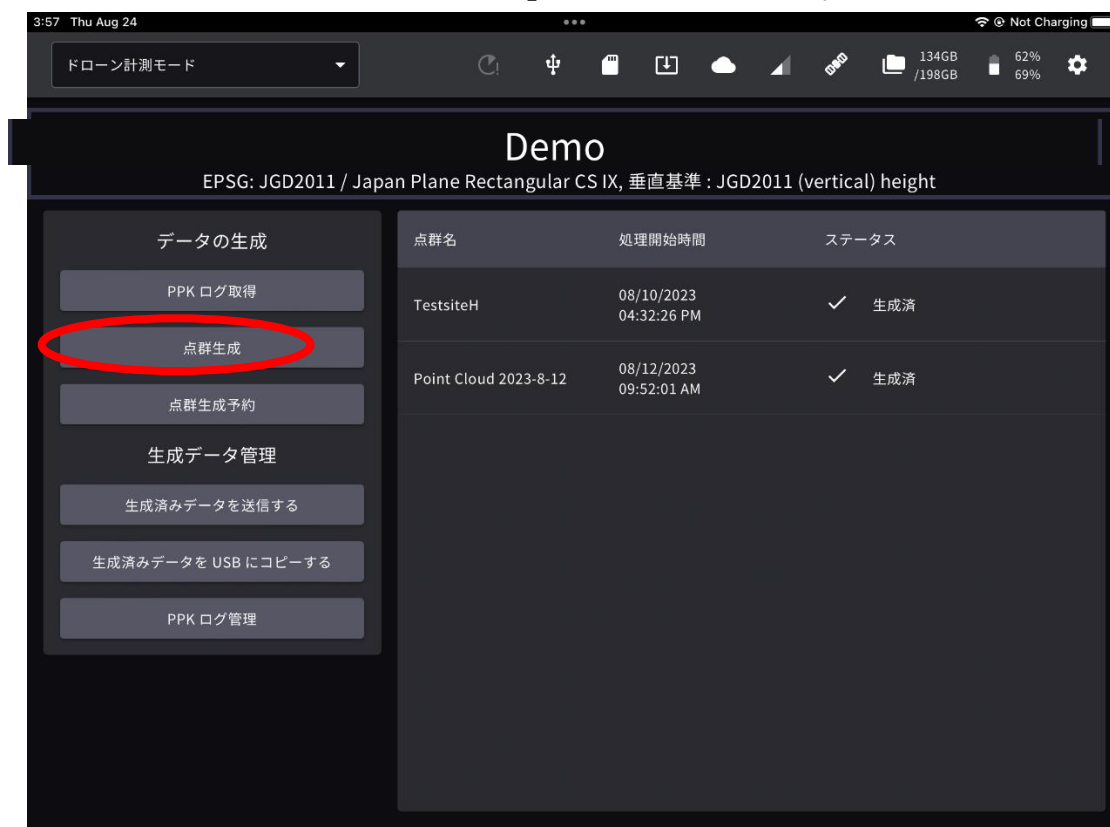 3:57 Thu Aug 24
Not Charging
ドローン計測モード
134GB
/198GB
62%
69%
Demo
EPSG: JGD2011 / Japan Plane Rectangular CS IX, 垂直基準 : JGD2011 (vertical) height
データの生成
PPK ログ取得
点群生成
点群生成予約
生成データ管理
生成済みデータを送信する
生成済みデータを USB にコピーする
PPK ログ管理
点群名 処理開始時間 ステータス
TestsiteH 08/10/2023 生成済
04:32:26 PM
Point Cloud 2023-8-12 08/12/2023 生成済
09:52:01 AM